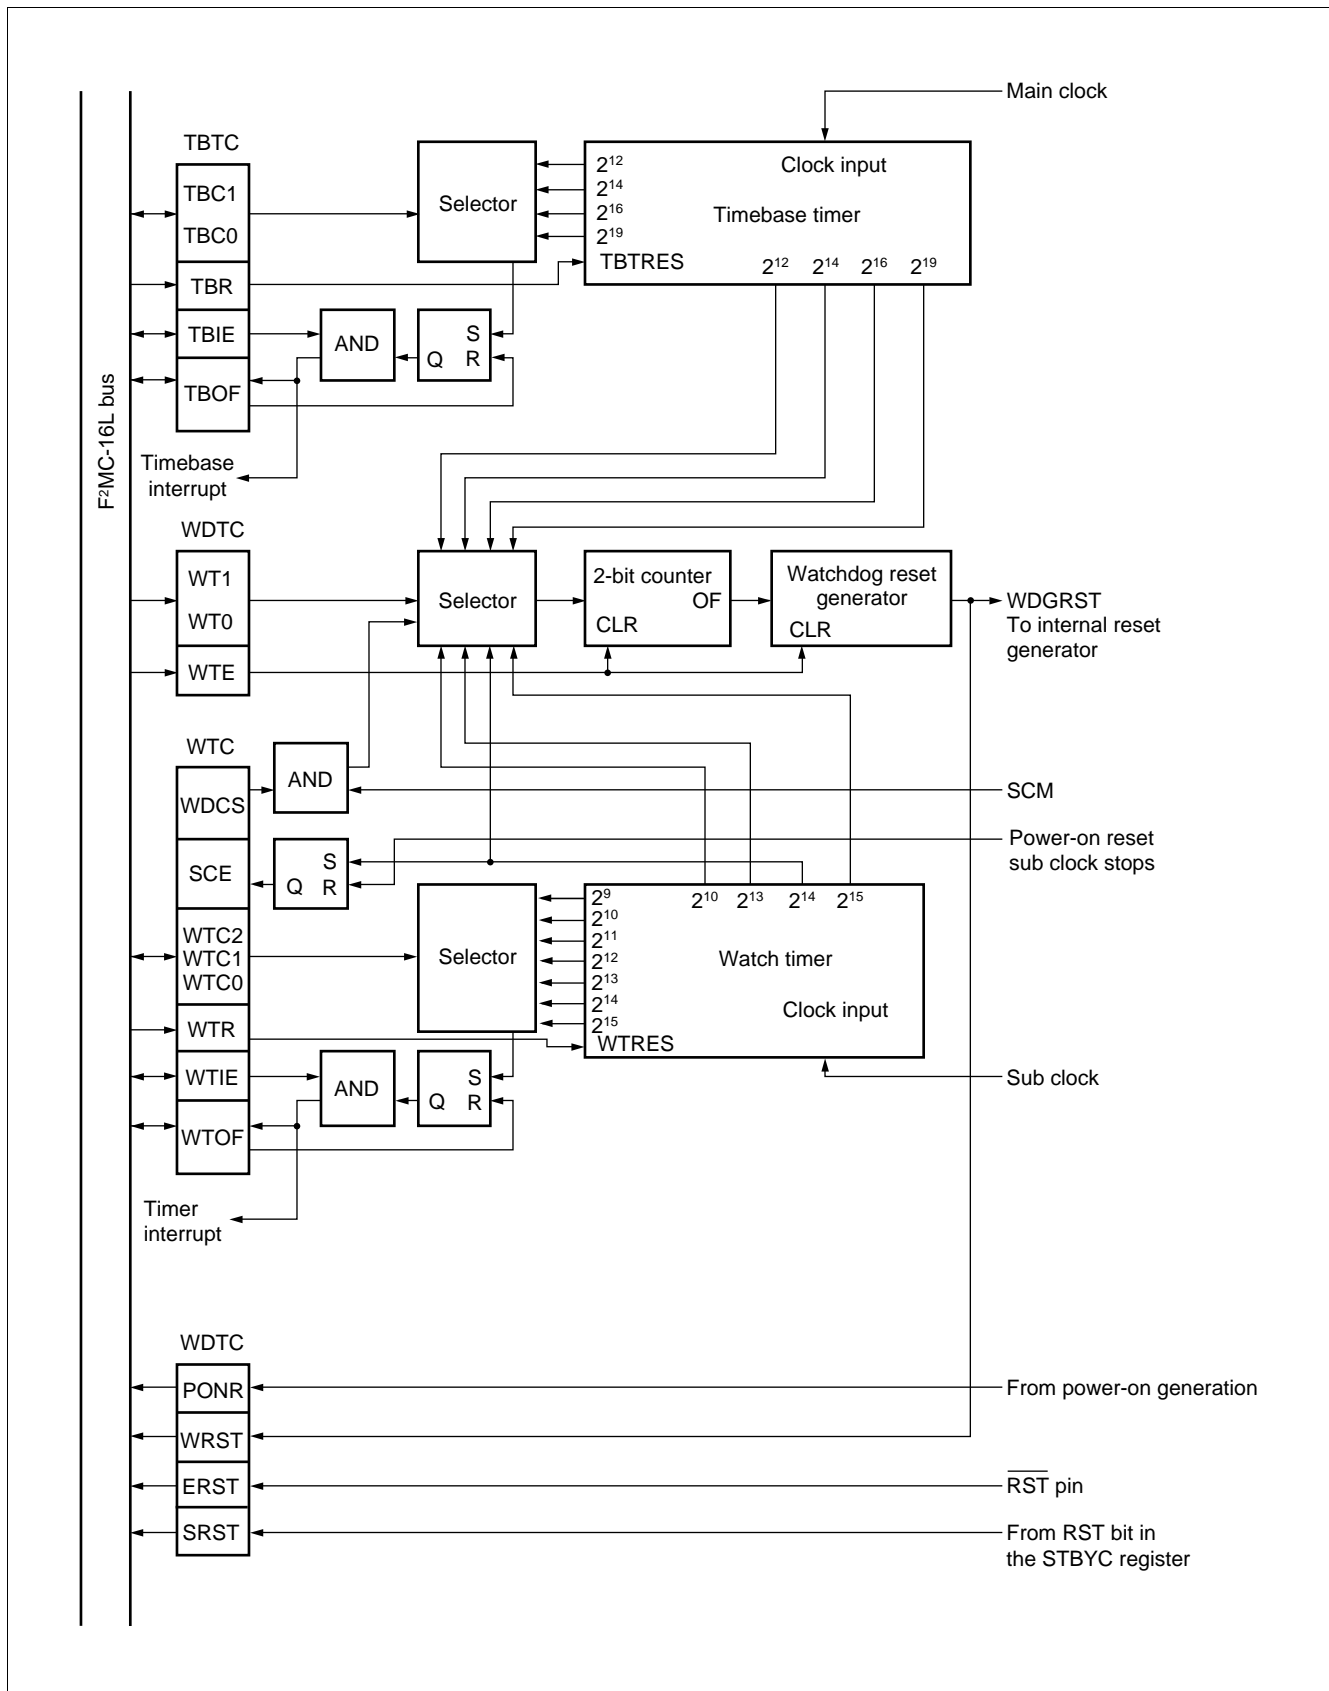 Main clock
TBTC
TBC1
TBC0
TBR
TBIE
TBOF
Selector
2¹²
2¹⁴
2¹⁶
2¹⁹
TBTRES
Clock input
Timebase timer
2¹² 2¹⁴ 2¹⁶ 2¹⁹
AND
S
Q R
F²MC-16L bus
Timebase
interrupt
WDTC
WT1
WT0
WTE
Selector
2-bit counter
OF
CLR
Watchdog reset
generator
CLR
WDGRST
To internal reset
generator
WTC
WDCS
SCE
WTC2
WTC1
WTC0
WTR
WTIE
WTOF
AND
SCM
S
Q R
Power-on reset
sub clock stops
Selector
2⁹
2¹⁰
2¹¹
2¹²
2¹³
2¹⁴
2¹⁵
WTRES
2¹⁰ 2¹³ 2¹⁴ 2¹⁵
Watch timer
Clock input
AND
S
Q R
Sub clock
Timer
interrupt
WDTC
PONR
WRST
ERST
SRST
From power-on generation
RST pin
From RST bit in
the STBYC register